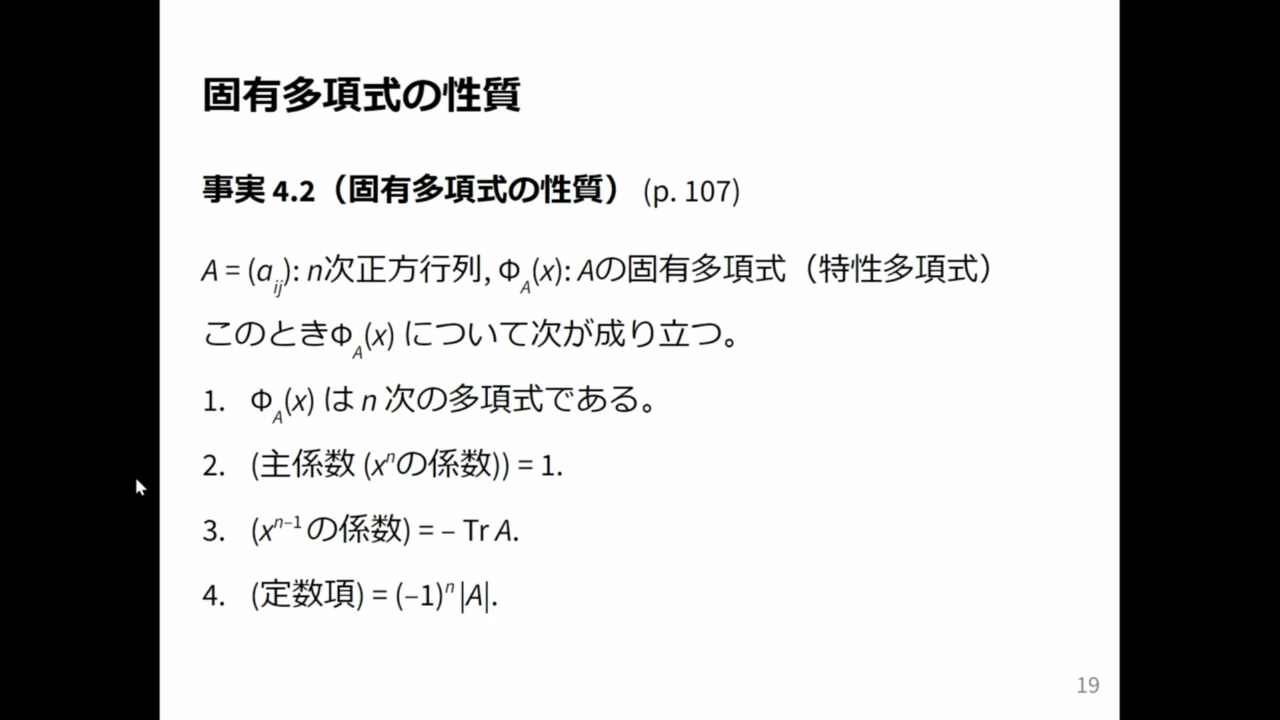 固有多項式の性質
事実 4.2（固有多項式の性質） (p. 107)
A = (aᵢⱼ): n次正方行列, Φ_A(x): Aの固有多項式（特性多項式）
このときΦ_A(x) について次が成り立つ。
1. Φ_A(x) は n 次の多項式である。
2. (主係数 (xⁿの係数)) = 1.
3. (xⁿ⁻¹ の係数) = – Tr A.
4. (定数項) = (–1)ⁿ |A|.
19